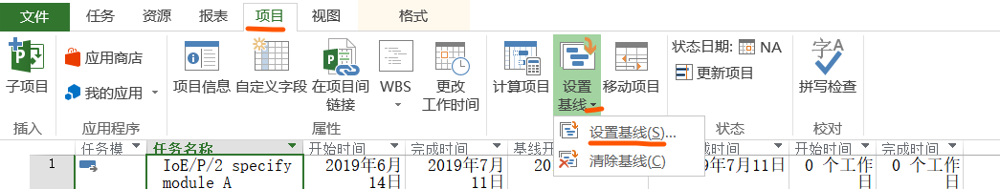 文件 任务 资源 报表 项目 视图 格式
子项目
应用商店
我的应用
项目信息
自定义字段
在项目间
链接
WBS
更改
工作时间
计算项目
设置
基线
移动项目
状态日期: NA
更新项目
ABC
字
拼写检查
插入 应用程序 属性 状态 校对
设置基线(S)...
清除基线(C)
任务模 任务名称 开始时间 完成时间 基线开 开始时间 完成时间
1 IoE/P/2 specify
module A
2019年6月
14日
2019年7月
11日
20
年7月11日
0 个工作
日
0 个工作
日